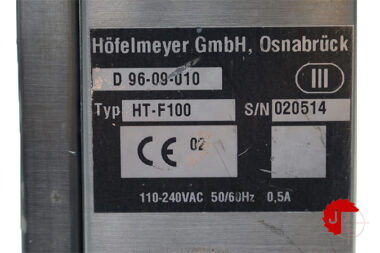 Höfelmeyer GmbH, Osnabrück
D 96-09-010
III
Typ HT-F100 S/N 020514
CE 02
110-240VAC 50/60Hz 0,5A